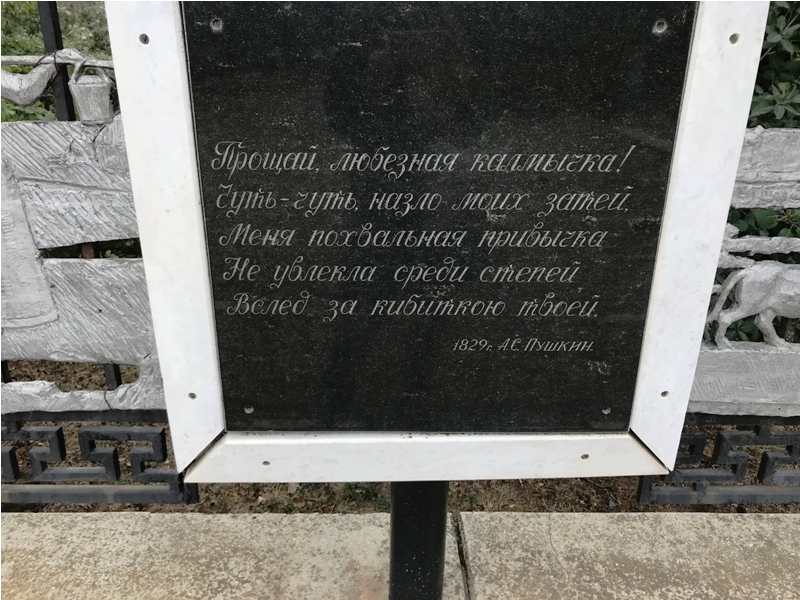 Прощай, любезная калмычка!
Чуть-чуть, назло моих затей,
Меня похвальная привычка
Не увлекла среди степей
Вслед за кибиткою твоей.
1829г. А.С. Пушкин.